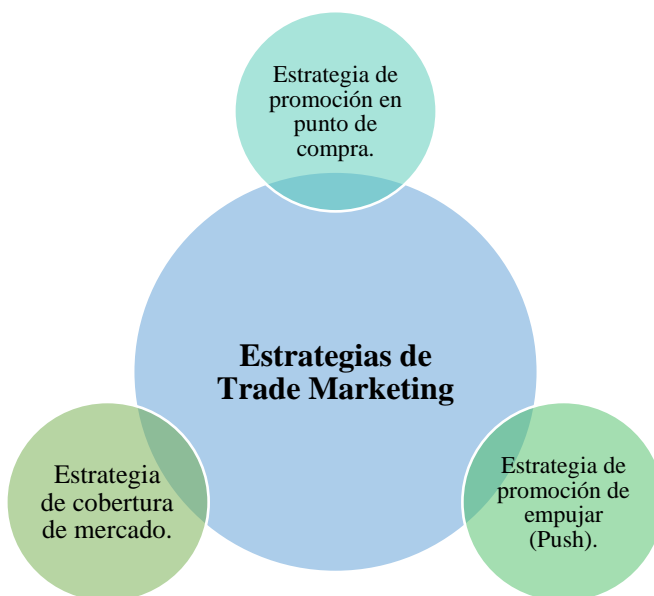 Estrategia de
promoción en
punto de
compra.
Estrategias de
Trade Marketing
Estrategia
de cobertura
de mercado.
Estrategia de
promoción de
empujar
(Push).